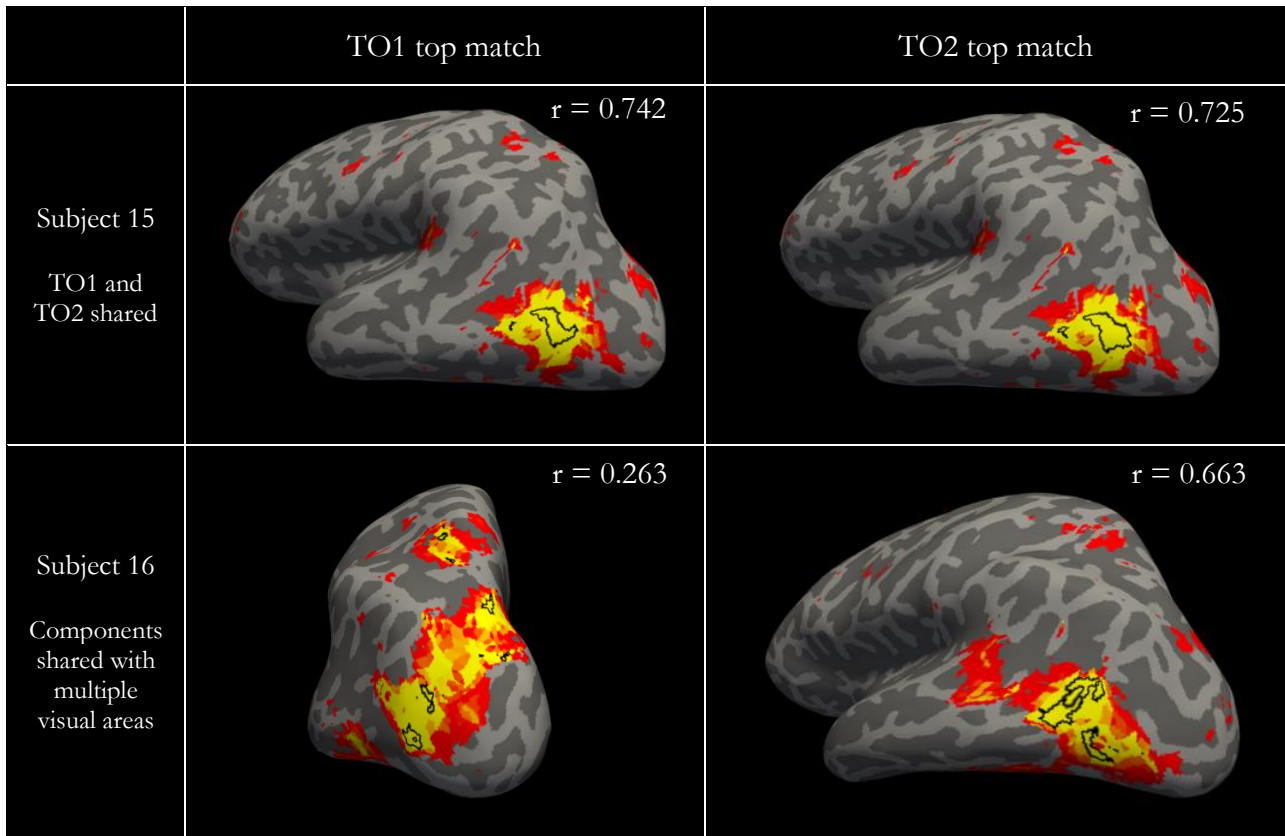 TO1 top match
TO2 top match
Subject 15
TO1 and
TO2 shared
r = 0.742
r = 0.725
Subject 16
Components
shared with
multiple
visual areas
r = 0.263
r = 0.663